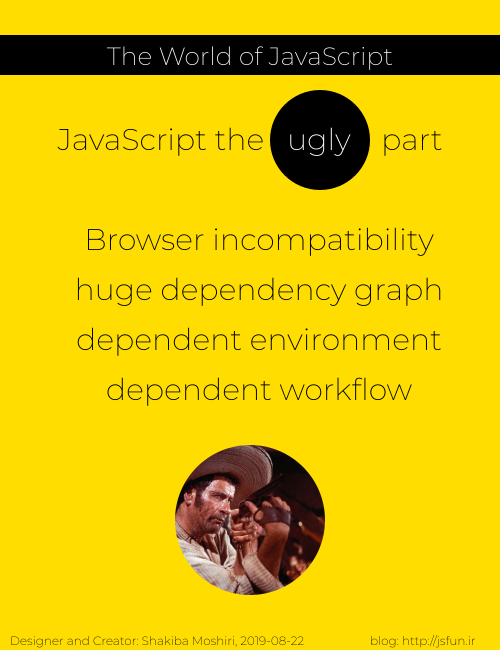 The World of JavaScript
JavaScript the ugly part
Browser incompatibility
huge dependency graph
dependent environment
dependent workflow
Designer and Creator: Shakiba Moshiri, 2019-08-22 blog: http://jsfun.ir